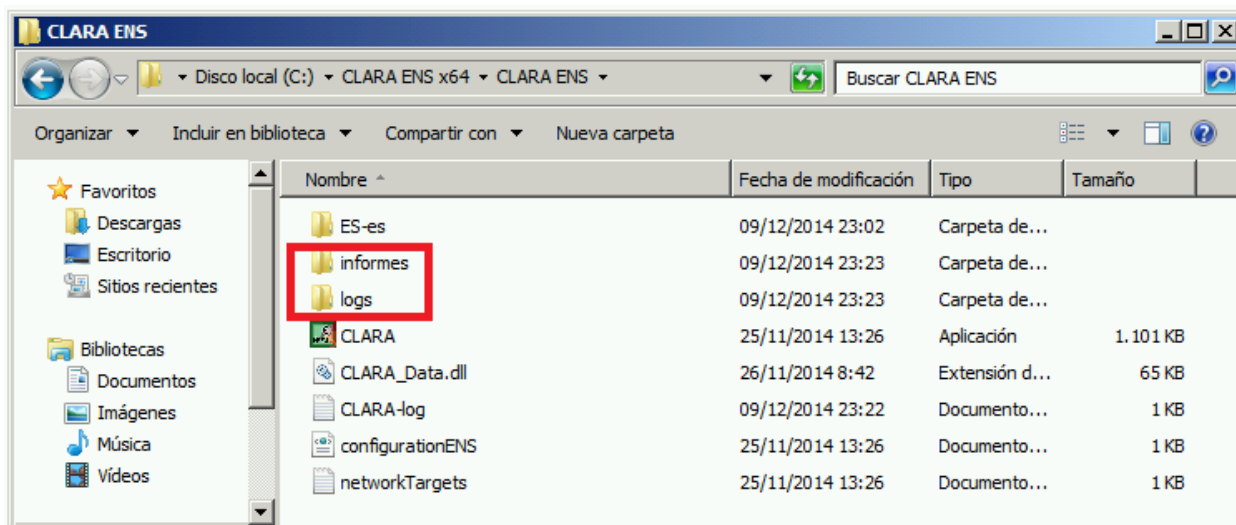 CLARA ENS
Disco local (C:) CLARA ENS x64 CLARA ENS Buscar CLARA ENS
Organizar Incluir en biblioteca Compartir con Nueva carpeta
Favoritos
Descargas
Escritorio
Sitios recientes
Bibliotecas
Documentos
Imágenes
Música
Vídeos
Nombre Fecha de modificación Tipo Tamaño
ES-es 09/12/2014 23:02 Carpeta de...
informes 09/12/2014 23:23 Carpeta de...
logs 09/12/2014 23:23 Carpeta de...
CLARA 25/11/2014 13:26 Aplicación 1.101 KB
CLARA_Data.dll 26/11/2014 8:42 Extensión d... 65 KB
CLARA-log 09/12/2014 23:22 Documento... 1 KB
configurationENS 25/11/2014 13:26 Documento... 1 KB
networkTargets 25/11/2014 13:26 Documento... 1 KB